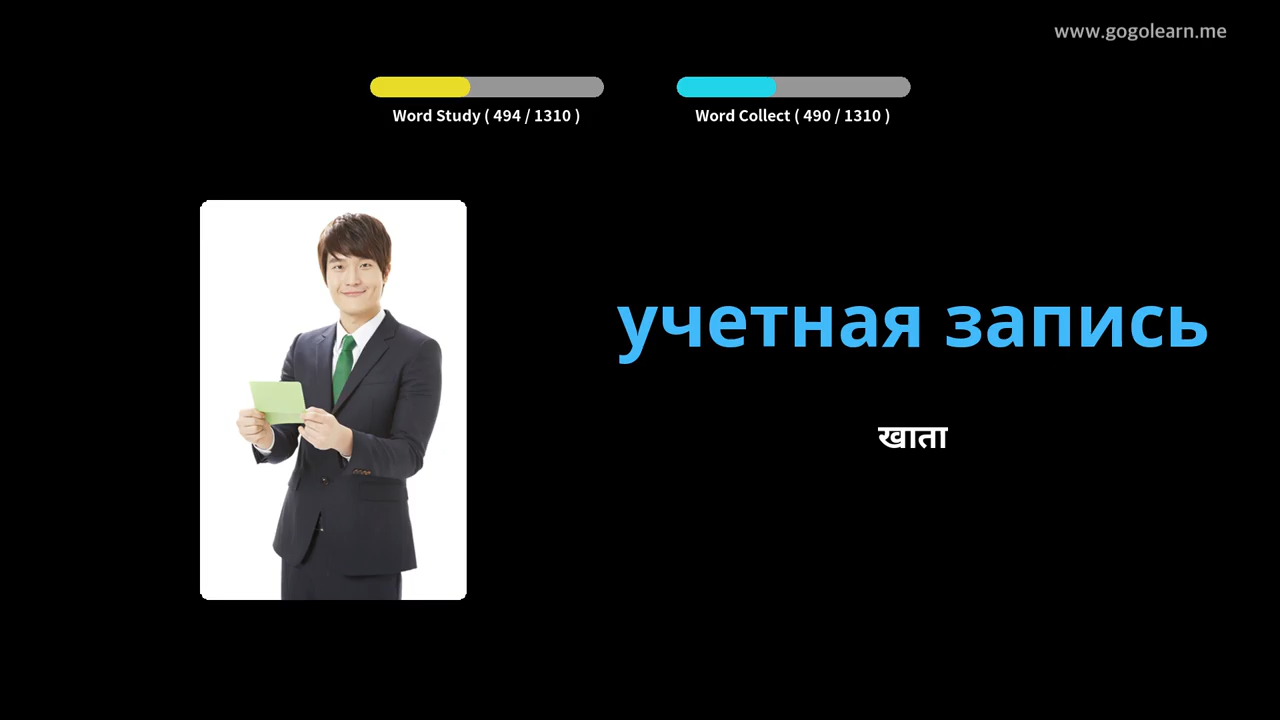 www.gogolearn.me
Word Study ( 494 / 1310 )
Word Collect ( 490 / 1310 )
учетная запись
खाता